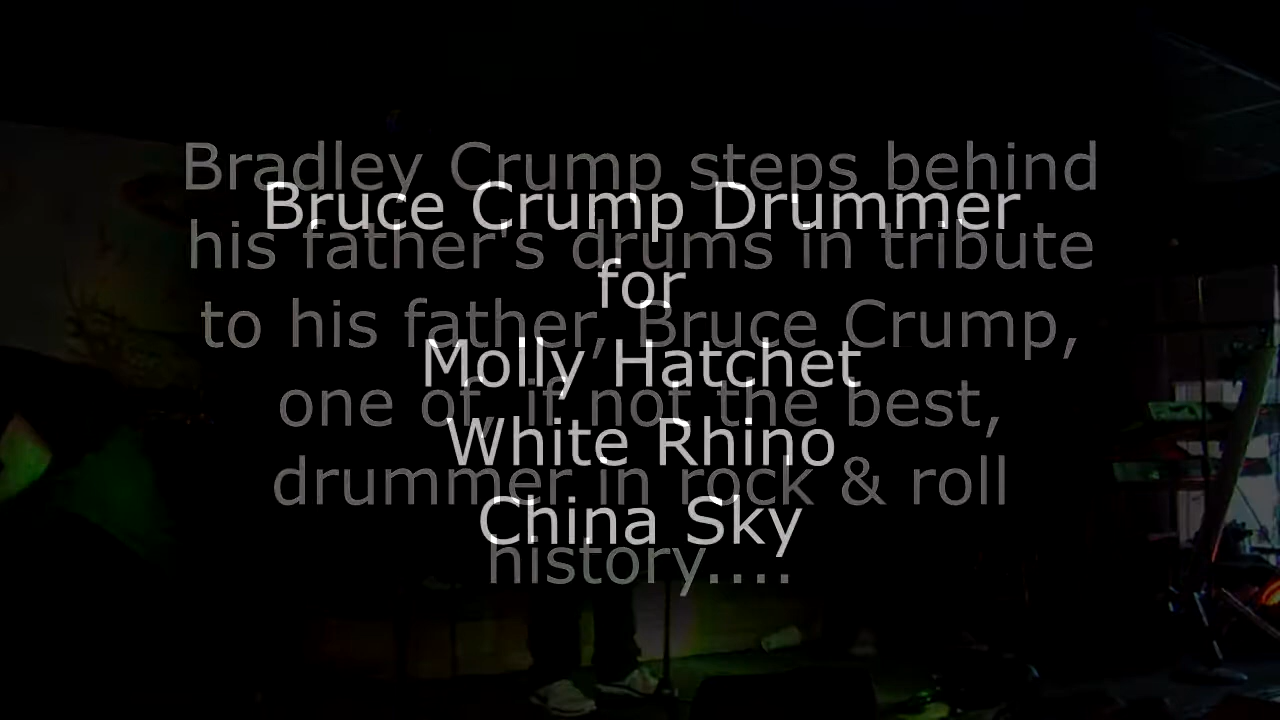 Bradley Crump steps behind
his father's drums in tribute
to his father, Bruce Crump,
one of, if not the best,
drummer in rock & roll
history....
Bruce Crump Drummer
for
Molly Hatchet
White Rhino
China Sky